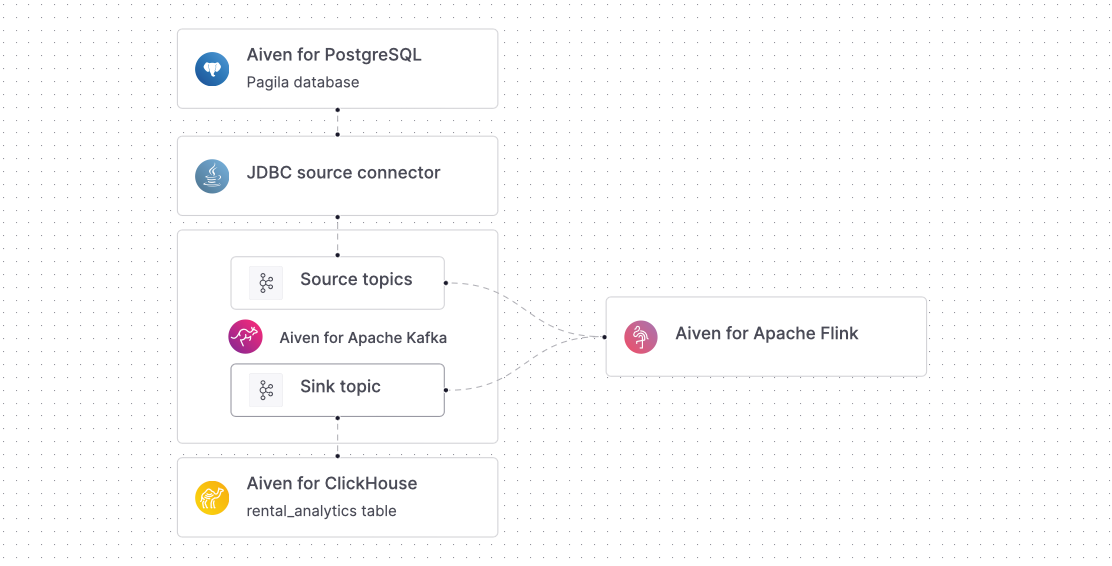 Aiven for PostgreSQL
Pagila database
JDBC source connector
Source topics
Aiven for Apache Kafka
Sink topic
Aiven for Apache Flink
Aiven for ClickHouse
rental_analytics table